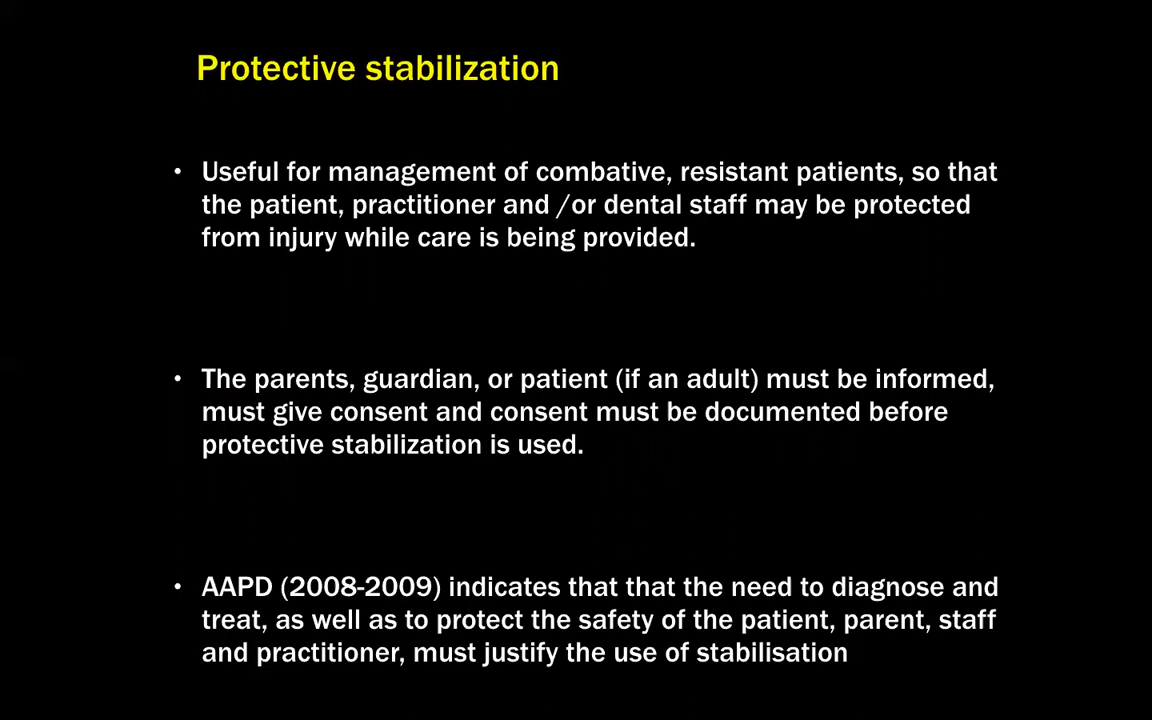 Protective stabilization
• Useful for management of combative, resistant patients, so that
the patient, practitioner and /or dental staff may be protected
from injury while care is being provided.
• The parents, guardian, or patient (if an adult) must be informed,
must give consent and consent must be documented before
protective stabilization is used.
• AAPD (2008-2009) indicates that that the need to diagnose and
treat, as well as to protect the safety of the patient, parent, staff
and practitioner, must justify the use of stabilisation